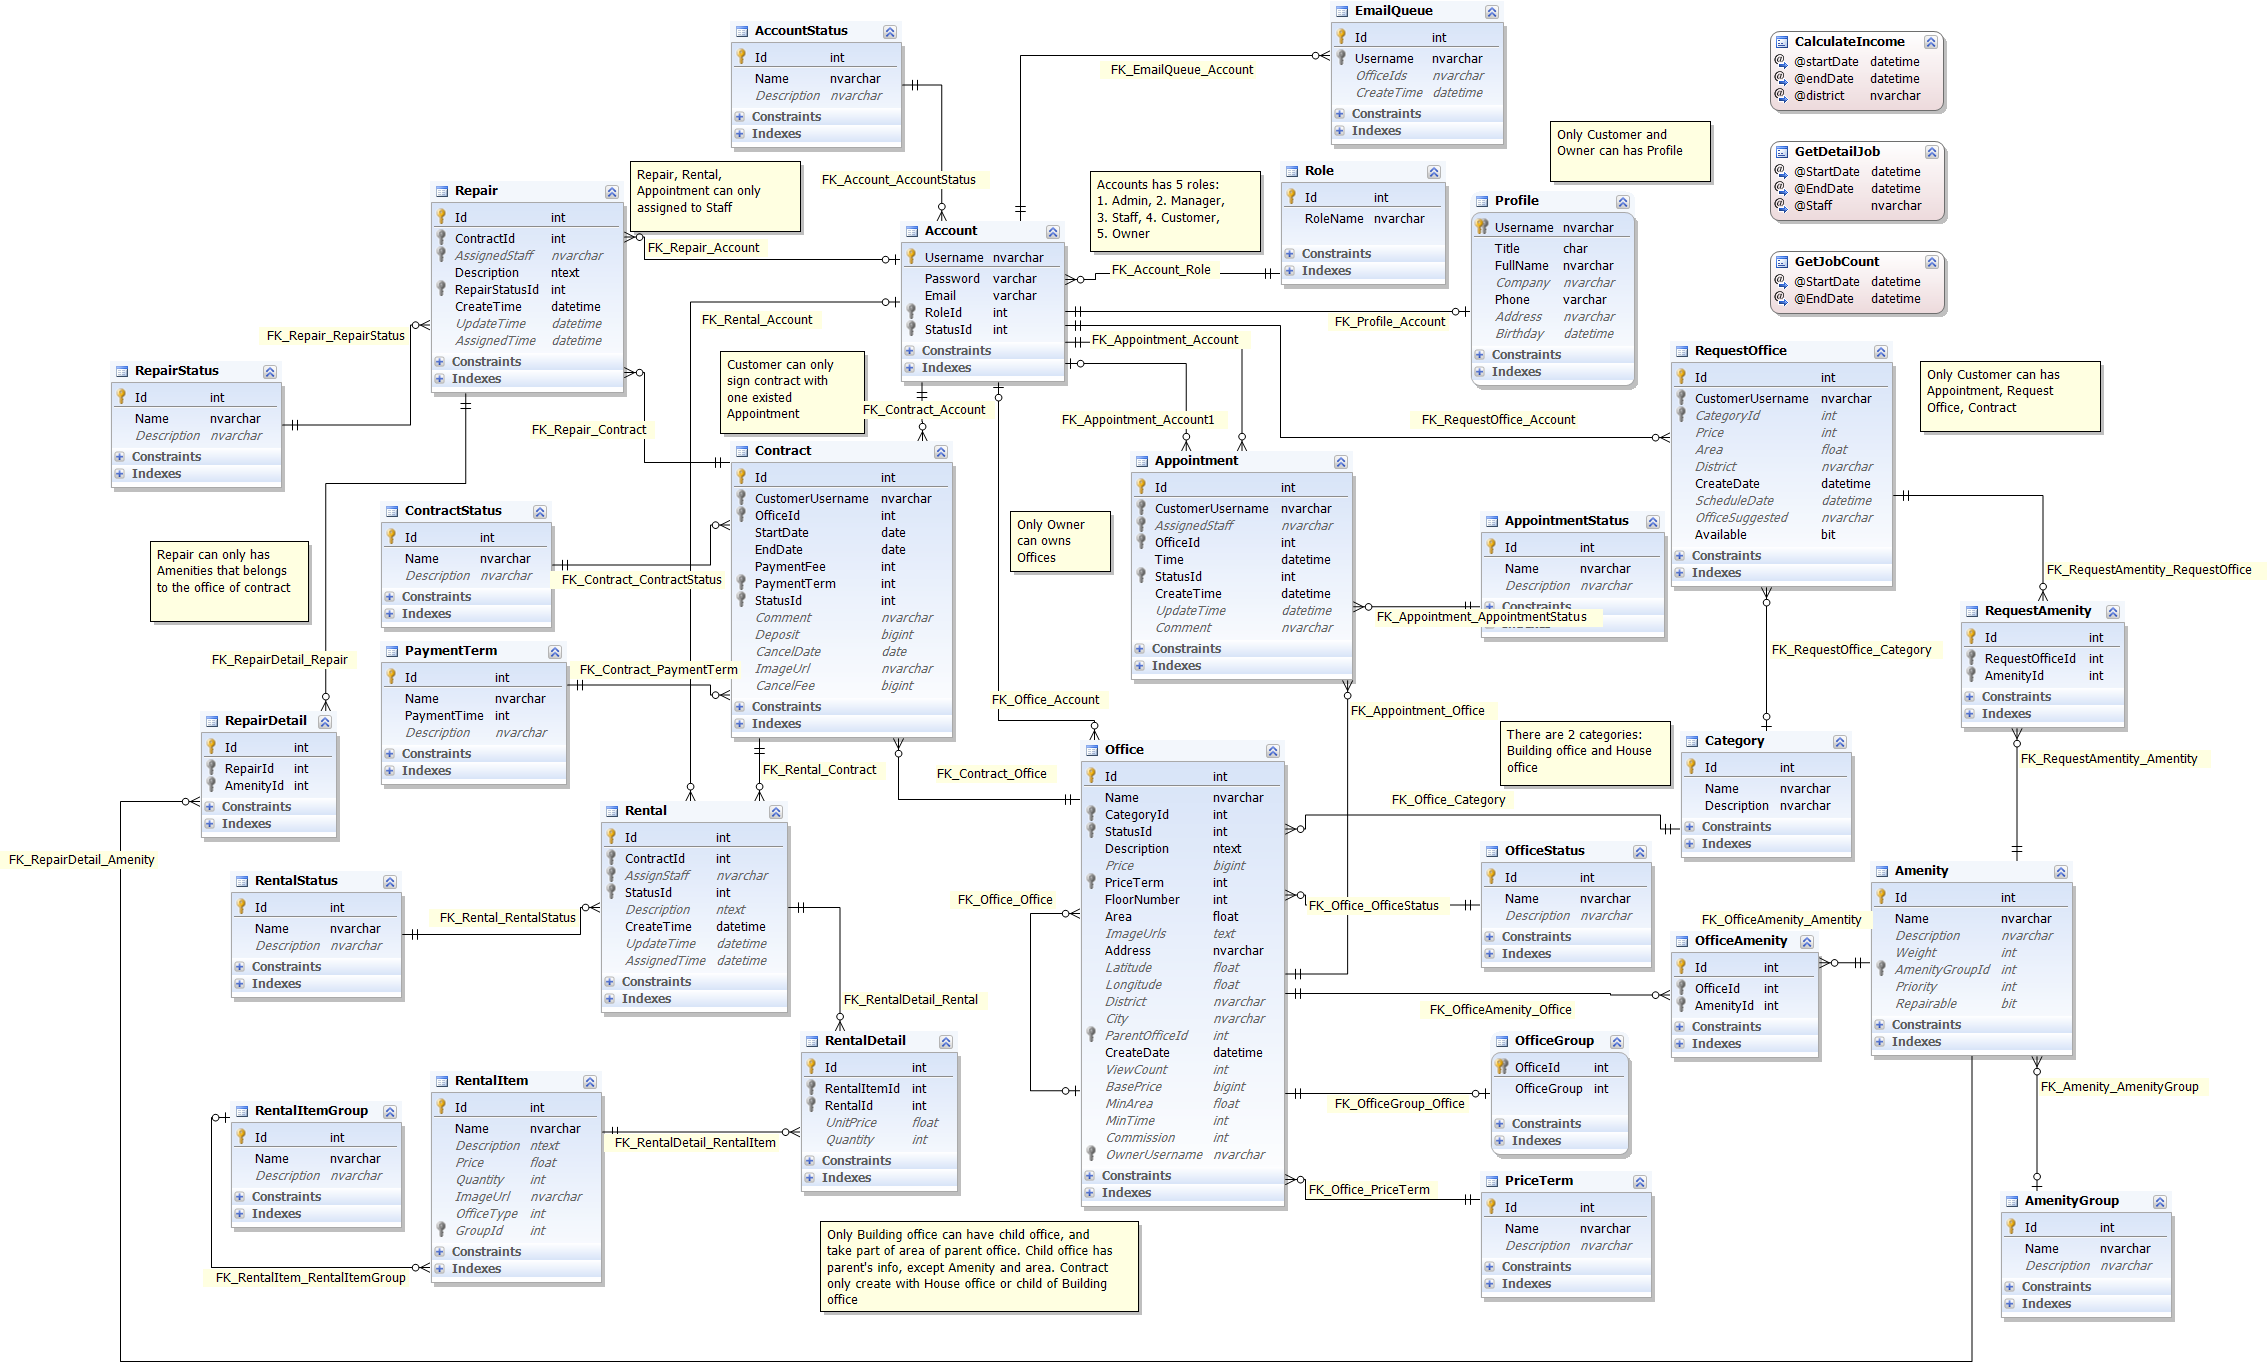 AccountStatus
Id int
Name nvarchar
Description nvarchar
Constraints
Indexes
FK_Account_AccountStatus
EmailQueue
Id int
Username nvarchar
OfficeIds nvarchar
CreateTime datetime
Constraints
Indexes
FK_EmailQueue_Account
CalculateIncome
@startDate datetime
@endDate datetime
@district nvarchar
GetDetailJob
@StartDate datetime
@EndDate datetime
@Staff nvarchar
GetJobCount
@StartDate datetime
@EndDate datetime
Only Customer and
Owner can has Profile
Repair
Id int
ContractId int
AssignedStaff nvarchar
Description ntext
RepairStatusId int
CreateTime datetime
UpdateTime datetime
AssignedTime datetime
Constraints
Indexes
Repair, Rental,
Appointment can only
assigned to Staff
FK_Repair_Account
Account
Username nvarchar
Password varchar
Email varchar
RoleId int
StatusId int
Constraints
Indexes
Accounts has 5 roles:
1. Admin, 2. Manager,
3. Staff, 4. Customer,
5. Owner
FK_Account_Role
Role
Id int
RoleName nvarchar
Constraints
Indexes
Profile
Username nvarchar
Title char
FullName nvarchar
Company nvarchar
Phone varchar
Address nvarchar
Birthday datetime
Constraints
Indexes
FK_Profile_Account
FK_Rental_Account
FK_Appointment_Account
FK_Repair_RepairStatus
RepairStatus
Id int
Name nvarchar
Description nvarchar
Constraints
Indexes
FK_Repair_Contract
Customer can only
sign contract with
one existed
Appointment
FK_Contract_Account
FK_Appointment_Account1
FK_RequestOffice_Account
RequestOffice
Id int
CustomerUsername nvarchar
CategoryId int
Price int
Area float
District nvarchar
CreateDate datetime
ScheduleDate datetime
OfficeSuggested nvarchar
Available bit
Constraints
Indexes
Only Customer can has
Appointment, Request
Office, Contract
Contract
Id int
CustomerUsername nvarchar
OfficeId int
StartDate date
EndDate date
PaymentFee int
PaymentTerm int
StatusId int
Comment nvarchar
Deposit bigint
CancelDate date
ImageUrl nvarchar
CancelFee bigint
Constraints
Indexes
ContractStatus
Id int
Name nvarchar
Description nvarchar
Constraints
Indexes
FK_Contract_ContractStatus
Only Owner
can owns
Offices
Appointment
Id int
CustomerUsername nvarchar
AssignedStaff nvarchar
OfficeId int
Time datetime
StatusId int
CreateTime datetime
UpdateTime datetime
Comment nvarchar
Constraints
Indexes
AppointmentStatus
Id int
Name nvarchar
Description nvarchar
Constraints
FK_Appointment_AppointmentStatus
Repair can only has
Amenities that belongs
to the office of contract
FK_RequestAmentity_RequestOffice
RequestAmenity
Id int
RequestOfficeId int
AmenityId int
Constraints
Indexes
FK_RequestOffice_Category
FK_RepairDetail_Repair
PaymentTerm
Id int
Name nvarchar
PaymentTime int
Description nvarchar
Constraints
Indexes
FK_Contract_PaymentTerm
FK_Office_Account
FK_Appointment_Office
RepairDetail
Id int
RepairId int
AmenityId int
Constraints
Indexes
FK_RepairDetail_Amenity
FK_Rental_Contract
FK_Contract_Office
There are 2 categories:
Building office and House
office
Category
Id int
Name nvarchar
Description nvarchar
Constraints
Indexes
FK_Office_Category
FK_RequestAmentity_Amentity
Office
Id int
Name nvarchar
CategoryId int
StatusId int
Description ntext
Price bigint
PriceTerm int
FloorNumber int
Area float
ImageUrls text
Address nvarchar
Latitude float
Longitude float
District nvarchar
City nvarchar
ParentOfficeId int
CreateDate datetime
ViewCount int
BasePrice bigint
MinArea float
MinTime int
Commission int
OwnerUsername nvarchar
Constraints
Indexes
FK_Office_Office
Rental
Id int
ContractId int
AssignStaff nvarchar
StatusId int
Description ntext
CreateTime datetime
UpdateTime datetime
AssignedTime datetime
Constraints
Indexes
RentalStatus
Id int
Name nvarchar
Description nvarchar
Constraints
Indexes
FK_Rental_RentalStatus
OfficeStatus
Id int
Name nvarchar
Description nvarchar
Constraints
Indexes
FK_Office_OfficeStatus
Amenity
Id int
Name nvarchar
Description nvarchar
Weight int
AmenityGroupId int
Priority int
Repairable bit
Constraints
Indexes
FK_OfficeAmenity_Amentity
OfficeAmenity
Id int
OfficeId int
AmenityId int
Constraints
Indexes
FK_OfficeAmenity_Office
FK_RentalDetail_Rental
RentalDetail
Id int
RentalItemId int
RentalId int
UnitPrice float
Quantity int
Constraints
Indexes
OfficeGroup
OfficeId int
OfficeGroup int
Constraints
Indexes
FK_OfficeGroup_Office
FK_Amenity_AmenityGroup
RentalItem
Id int
Name nvarchar
Description ntext
Price float
Quantity int
ImageUrl nvarchar
OfficeType int
GroupId int
Constraints
Indexes
FK_RentalDetail_RentalItem
RentalItemGroup
Id int
Name nvarchar
Description nvarchar
Constraints
Indexes
FK_RentalItem_RentalItemGroup
FK_Office_PriceTerm
PriceTerm
Id int
Name nvarchar
Description nvarchar
Constraints
Indexes
AmenityGroup
Id int
Name nvarchar
Description nvarchar
Constraints
Indexes
Only Building office can have child office, and
take part of area of parent office. Child office has
parent's info, except Amenity and area. Contract
only create with House office or child of Building
office